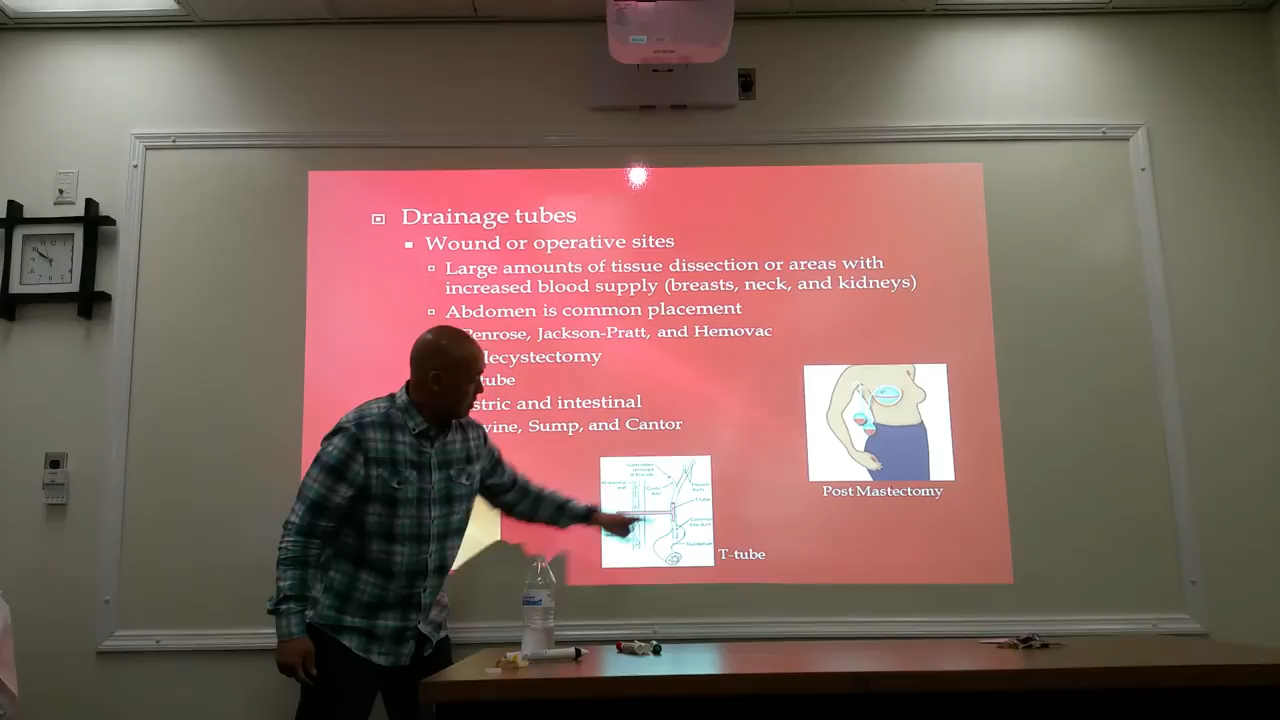 EPSON
Drainage tubes
Wound or operative sites
Large amounts of tissue dissection or areas with
increased blood supply (breasts, neck, and kidneys)
Abdomen is common placement
Penrose, Jackson-Pratt, and Hemovac
lecystectomy
tube
stric and intestinal
vine, Sump, and Cantor
Post Mastectomy
T-tube